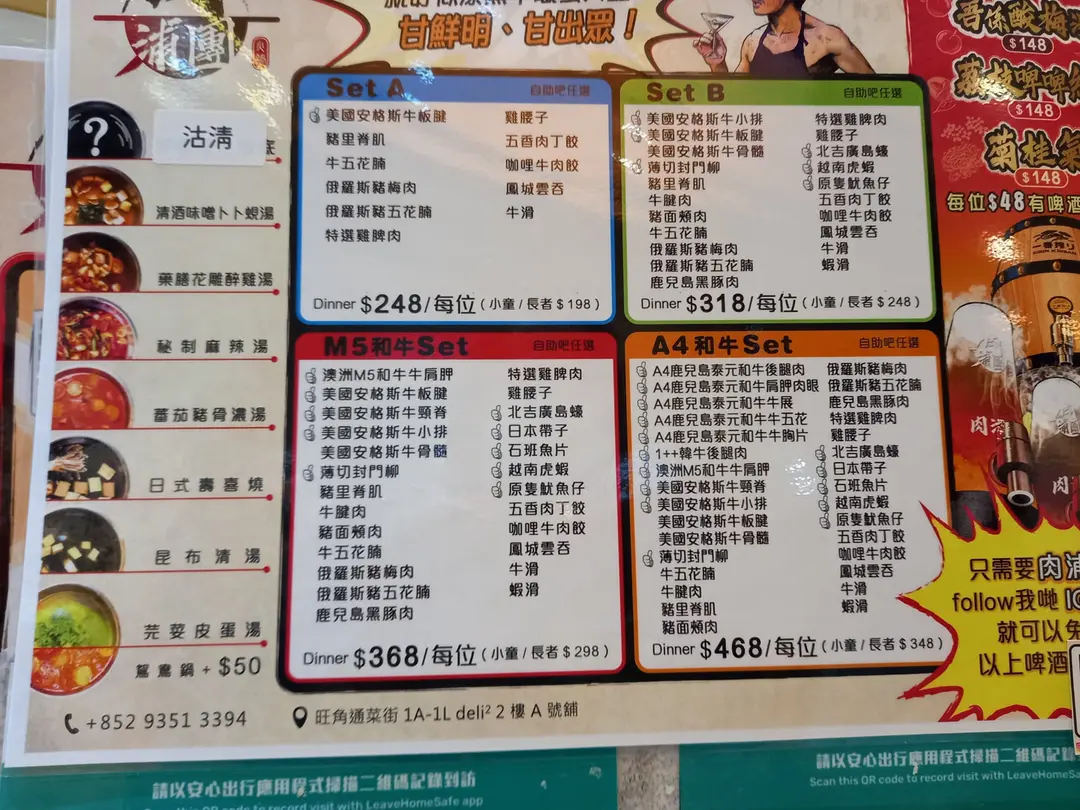 浦團
甘鮮明、甘出眾！
?
沽清
底
清酒味噌卜卜蜆湯
藥膳花雕醉雞湯
秘制麻辣湯
蕃茄豬骨濃湯
日式壽喜燒
昆布清湯
芫荽皮蛋湯
鴛鴦鍋 + $50
Set A
自助吧任選
美國安格斯牛板腱
豬里脊肌
牛五花腩
俄羅斯豬梅肉
俄羅斯豬五花腩
特選雞脾肉
雞腰子
五香肉丁餃
咖哩牛肉餃
鳳城雲吞
牛滑
Dinner $248/每位 (小童/長者 $198)
Set B
自助吧任選
美國安格斯牛小排
美國安格斯牛板腱
美國安格斯牛骨髓
薄切封門柳
豬里脊肌
牛腱肉
豬面頰肉
牛五花腩
俄羅斯豬梅肉
俄羅斯豬五花腩
鹿兒島黑豚肉
特選雞脾肉
雞腰子
北吉廣島蠔
越南虎蝦
原隻魷魚仔
五香肉丁餃
咖哩牛肉餃
鳳城雲吞
牛滑
蝦滑
Dinner $318/每位 (小童/長者 $248)
M5和牛Set
自助吧任選
澳洲M5和牛牛肩胛
美國安格斯牛板腱
美國安格斯牛頸脊
美國安格斯牛小排
美國安格斯牛骨髓
薄切封門柳
豬里脊肌
牛腱肉
豬面頰肉
牛五花腩
俄羅斯豬梅肉
俄羅斯豬五花腩
鹿兒島黑豚肉
特選雞脾肉
雞腰子
北吉廣島蠔
日本帶子
石班魚片
越南虎蝦
原隻魷魚仔
五香肉丁餃
咖哩牛肉餃
鳳城雲吞
牛滑
蝦滑
Dinner $368/每位 (小童/長者 $298)
A4和牛Set
自助吧任選
A4鹿兒島泰元和牛後腿肉
A4鹿兒島泰元和牛肩胛肉眼
A4鹿兒島泰元和牛牛展
A4鹿兒島泰元和牛牛五花
A4鹿兒島泰元和牛牛胸片
1++韓牛後腿肉
澳洲M5和牛牛肩胛
美國安格斯牛頸脊
美國安格斯牛小排
美國安格斯牛板腱
美國安格斯牛骨髓
薄切封門柳
牛五花腩
牛腱肉
豬里脊肌
豬面頰肉
俄羅斯豬梅肉
俄羅斯豬五花腩
鹿兒島黑豚肉
特選雞脾肉
雞腰子
北吉廣島蠔
日本帶子
石班魚片
越南虎蝦
原隻魷魚仔
五香肉丁餃
咖哩牛肉餃
鳳城雲吞
牛滑
蝦滑
Dinner $468/每位 (小童/長者 $348)
吾係酸梅
$148
荔枝啤啤
$148
菊桂氣
$148
每位$48有啤酒
一番搾り
肉
肉
只需要肉浦
follow我哋 IG
就可以免
以上啤酒
+852 9351 3394
旺角通菜街 1A-1L deli² 2 樓 A 號舖
請以安心出行應用程式掃描二維碼記錄到訪
Scan this QR code to record visit with LeaveHomeSafe app
請以安心出行應用程式掃描二維碼記
Scan this QR code to record visit with LeaveHomeS